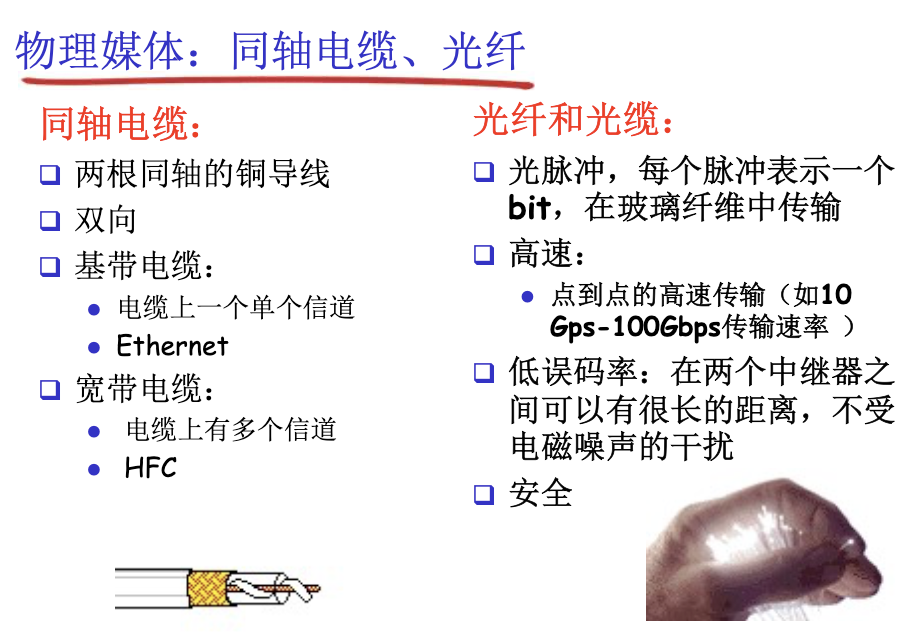 物理媒体：同轴电缆、光纤
同轴电缆：
两根同轴的铜导线
双向
基带电缆：
电缆上一个单个信道
Ethernet
宽带电缆：
电缆上有多个信道
HFC
光纤和光缆：
光脉冲，每个脉冲表示一个
bit，在玻璃纤维中传输
高速：
点到点的高速传输（如10
Gps-100Gbps传输速率 ）
低误码率：在两个中继器之
间可以有很长的距离，不受
电磁噪声的干扰
安全